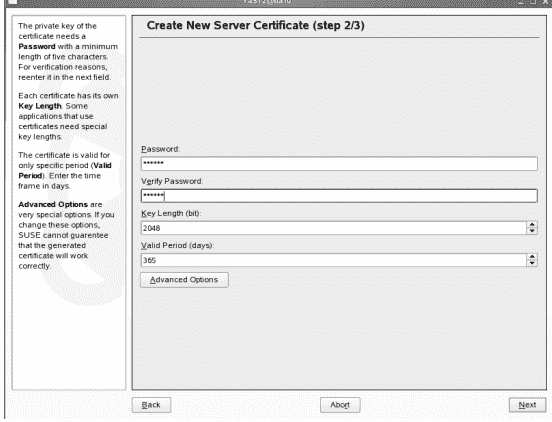 YaST2@da10
Create New Server Certificate (step 2/3)
The private key of the
certificate needs a
Password with a minimum
length of five characters.
For verification reasons,
reenter it in the next field.
Each certificate has its own
Key Length. Some
applications that use
certificates need special
key lengths.
The certificate is valid for
only specific period (Valid
Period). Enter the time
frame in days.
Advanced Options are
very special options. If you
change these options,
SUSE cannot guarentee
that the generated
certificate will work
correctly.
Password:
******
Verify Password:
******
Key Length (bit):
2048
Valid Period (days):
365
Advanced Options
Back
Abort
Next